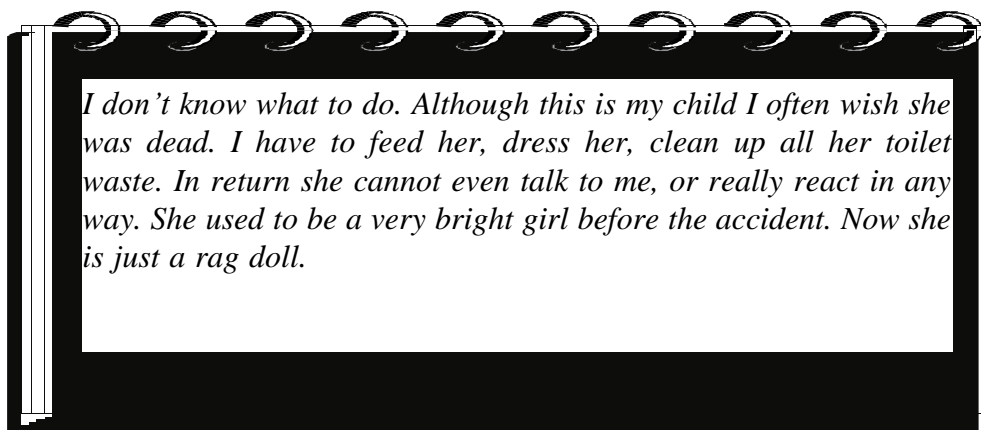 I don’t know what to do. Although this is my child I often wish she
was dead. I have to feed her, dress her, clean up all her toilet
waste. In return she cannot even talk to me, or really react in any
way. She used to be a very bright girl before the accident. Now she
is just a rag doll.